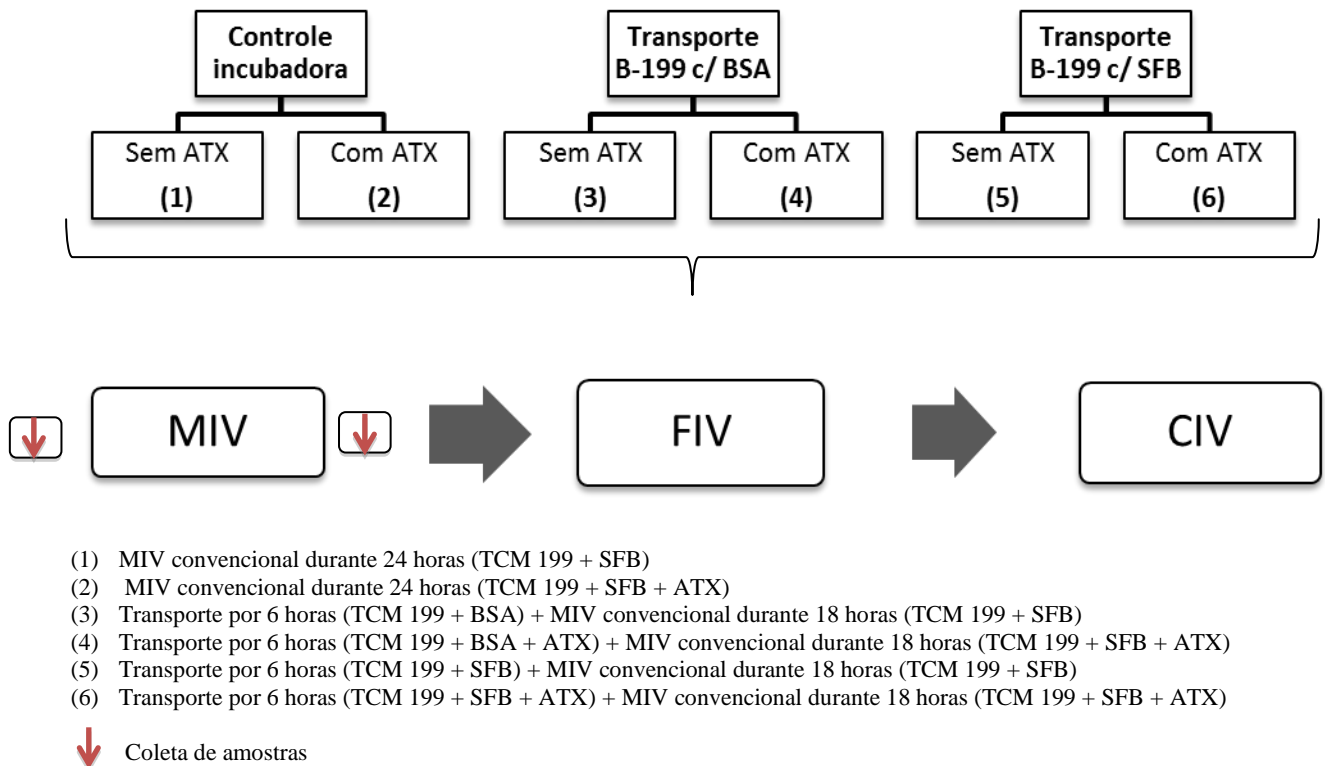 Controle
incubadora
Transporte
B-199 c/ BSA
Transporte
B-199 c/ SFB
Sem ATX
(1)
Com ATX
(2)
Sem ATX
(3)
Com ATX
(4)
Sem ATX
(5)
Com ATX
(6)
MIV
FIV
CIV
(1) MIV convencional durante 24 horas (TCM 199 + SFB)
(2) MIV convencional durante 24 horas (TCM 199 + SFB + ATX)
(3) Transporte por 6 horas (TCM 199 + BSA) + MIV convencional durante 18 horas (TCM 199 + SFB)
(4) Transporte por 6 horas (TCM 199 + BSA + ATX) + MIV convencional durante 18 horas (TCM 199 + SFB + ATX)
(5) Transporte por 6 horas (TCM 199 + SFB) + MIV convencional durante 18 horas (TCM 199 + SFB)
(6) Transporte por 6 horas (TCM 199 + SFB + ATX) + MIV convencional durante 18 horas (TCM 199 + SFB + ATX)
Coleta de amostras